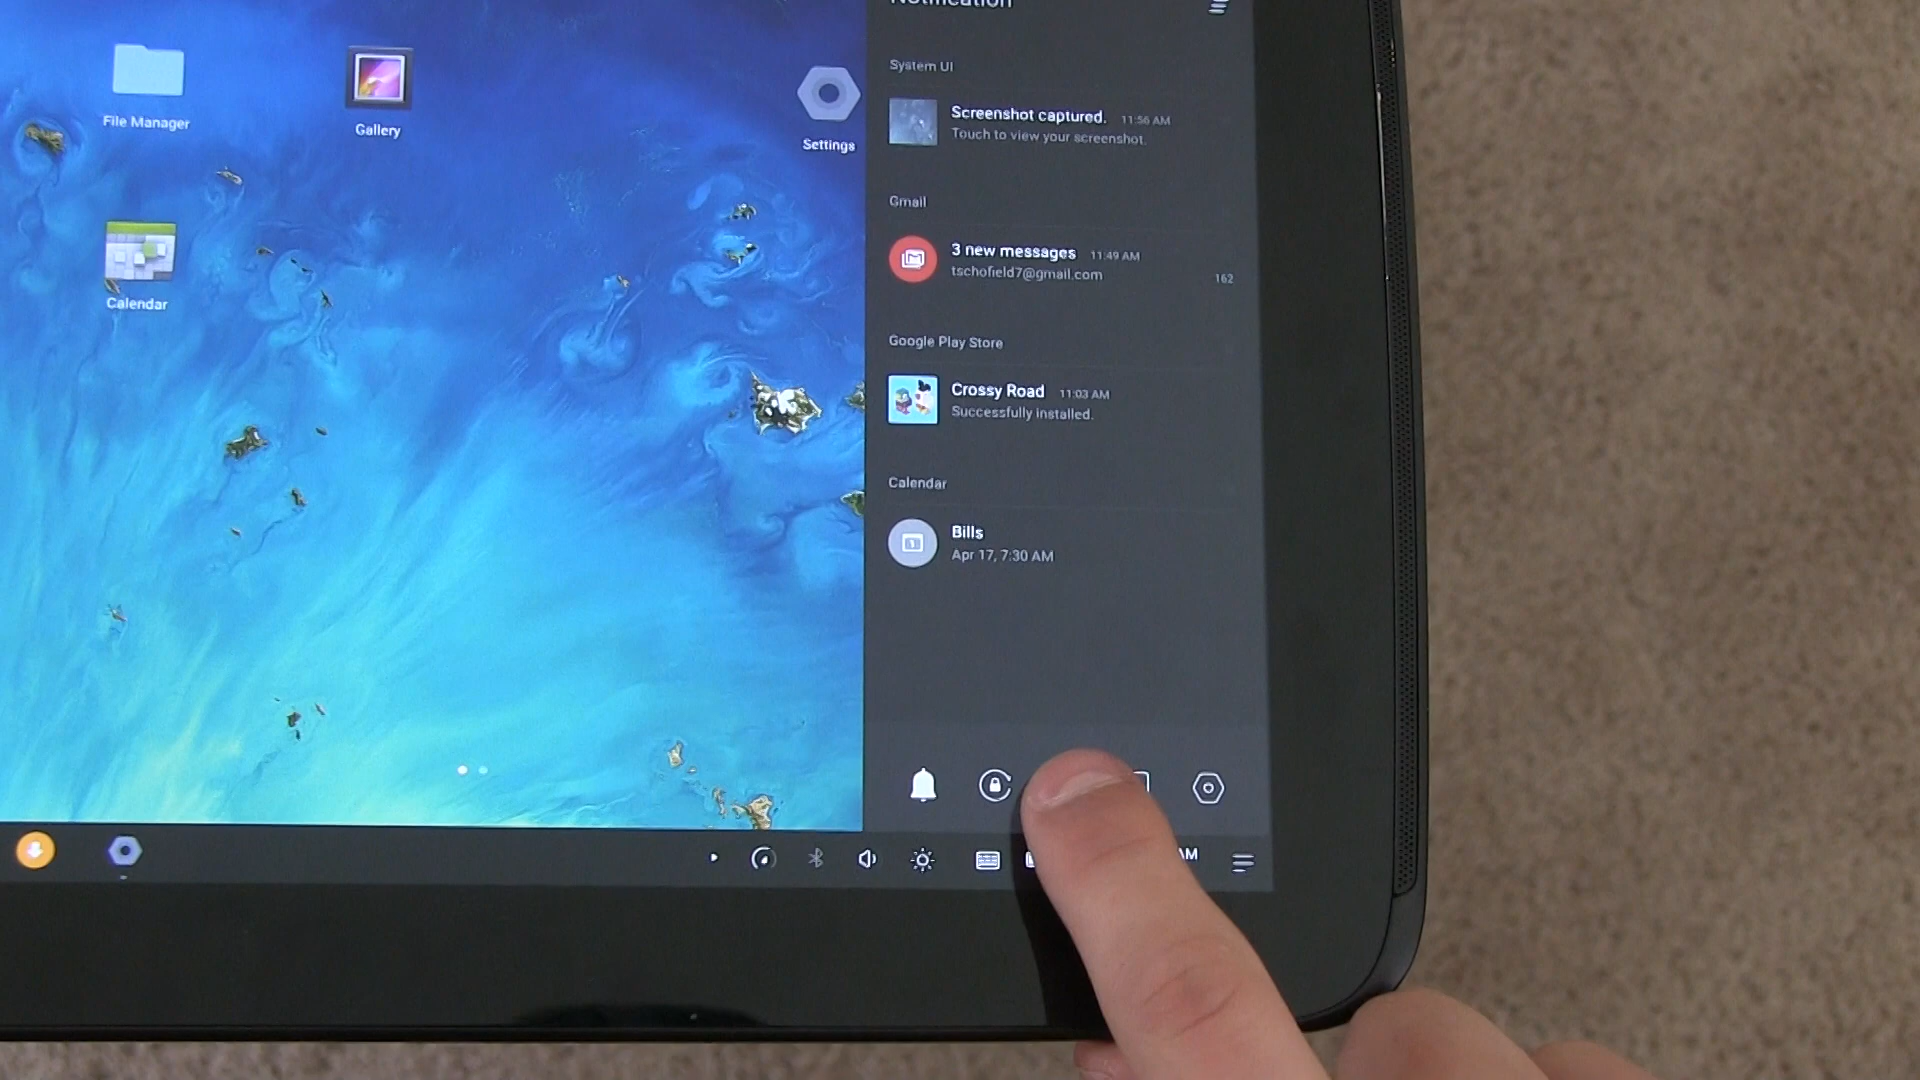 Notification
File Manager
Gallery
Settings
Calendar
System UI
Screenshot captured. 11:56 AM
Touch to view your screenshot.
Gmail
3 new messages 11:49 AM
tschofield7@gmail.com 162
Google Play Store
Crossy Road 11:03 AM
Successfully installed.
Calendar
Bills
Apr 17, 7:30 AM
AM